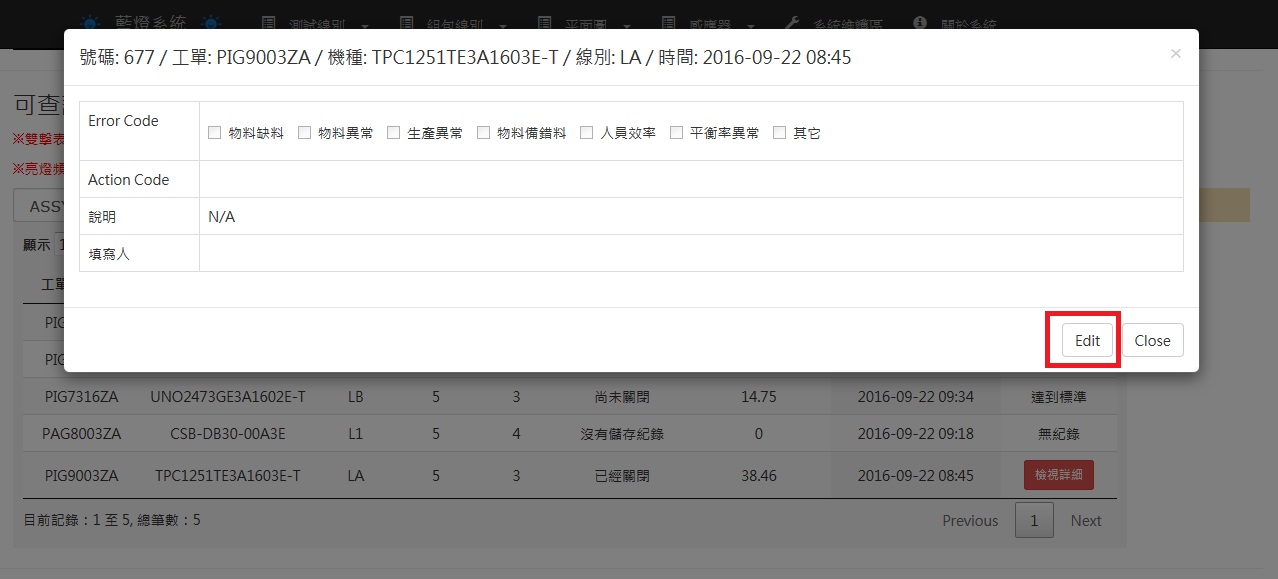 藍燈系統 測試線別 組包線別 平面圖 感應器 系統維護區 關於系統
號碼: 677 / 工單: PIG9003ZA / 機種: TPC1251TE3A1603E-T / 線別: LA / 時間: 2016-09-22 08:45 ×
可查
Error Code 物料缺料 物料異常 生產異常 物料備錯料 人員效率 平衡率異常 其它
※雙擊表
※亮燈頻
Action Code
ASSY
說明 N/A
顯示 1
填寫人
工單
PIG
Edit Close
PIG
PIG7316ZA UNO2473GE3A1602E-T LB 5 3 尚未關閉 14.75 2016-09-22 09:34 達到標準
PAG8003ZA CSB-DB30-00A3E L1 5 4 沒有儲存紀錄 0 2016-09-22 09:18 無紀錄
PIG9003ZA TPC1251TE3A1603E-T LA 5 3 已經關閉 38.46 2016-09-22 08:45 檢視詳細
目前記錄：1 至 5, 總筆數：5 Previous 1 Next